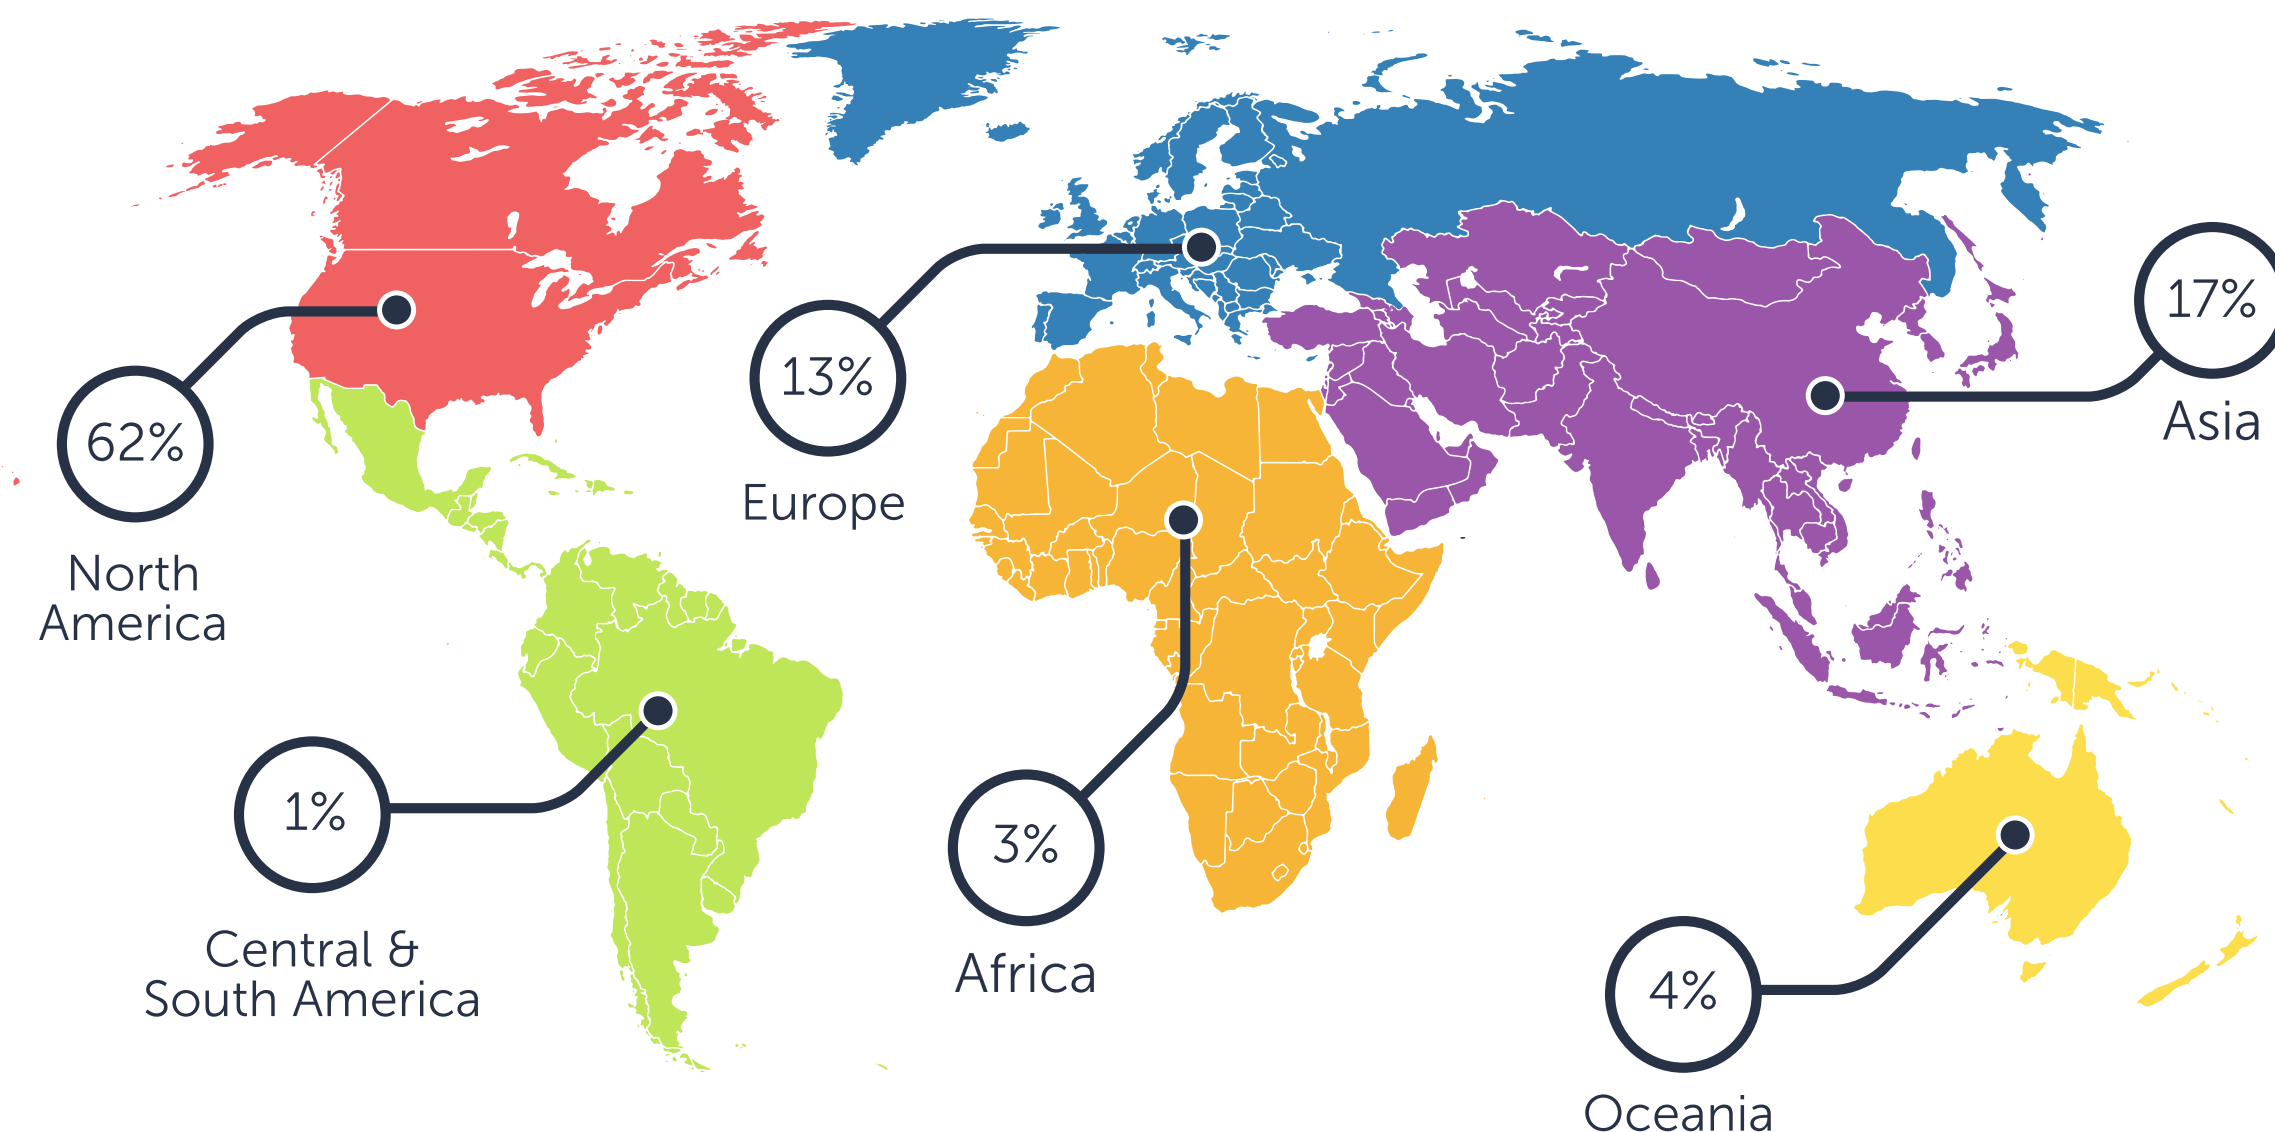 62%
North
America
13%
Europe
17%
Asia
1%
Central &
South America
3%
Africa
4%
Oceania